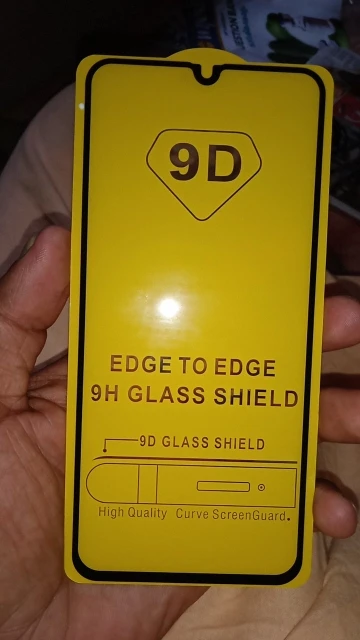 9D
EDGE TO EDGE
9H GLASS SHIELD
9D GLASS SHIELD
High Quality Curve ScreenGuard.